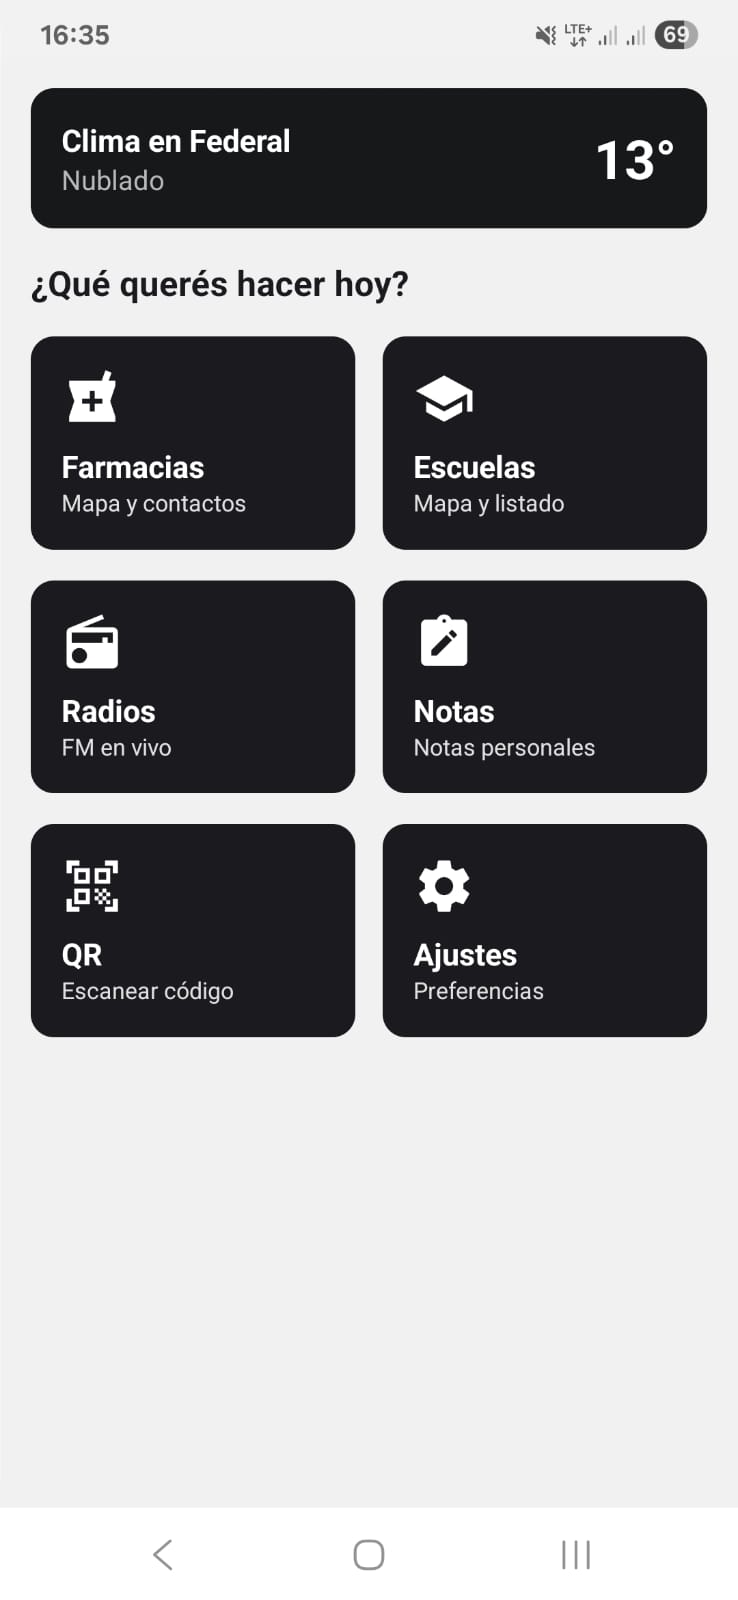 16:35
LTE+
69
Clima en Federal
Nublado
13°
¿Qué querés hacer hoy?
Farmacias
Mapa y contactos
Escuelas
Mapa y listado
Radios
FM en vivo
Notas
Notas personales
QR
Escanear código
Ajustes
Preferencias